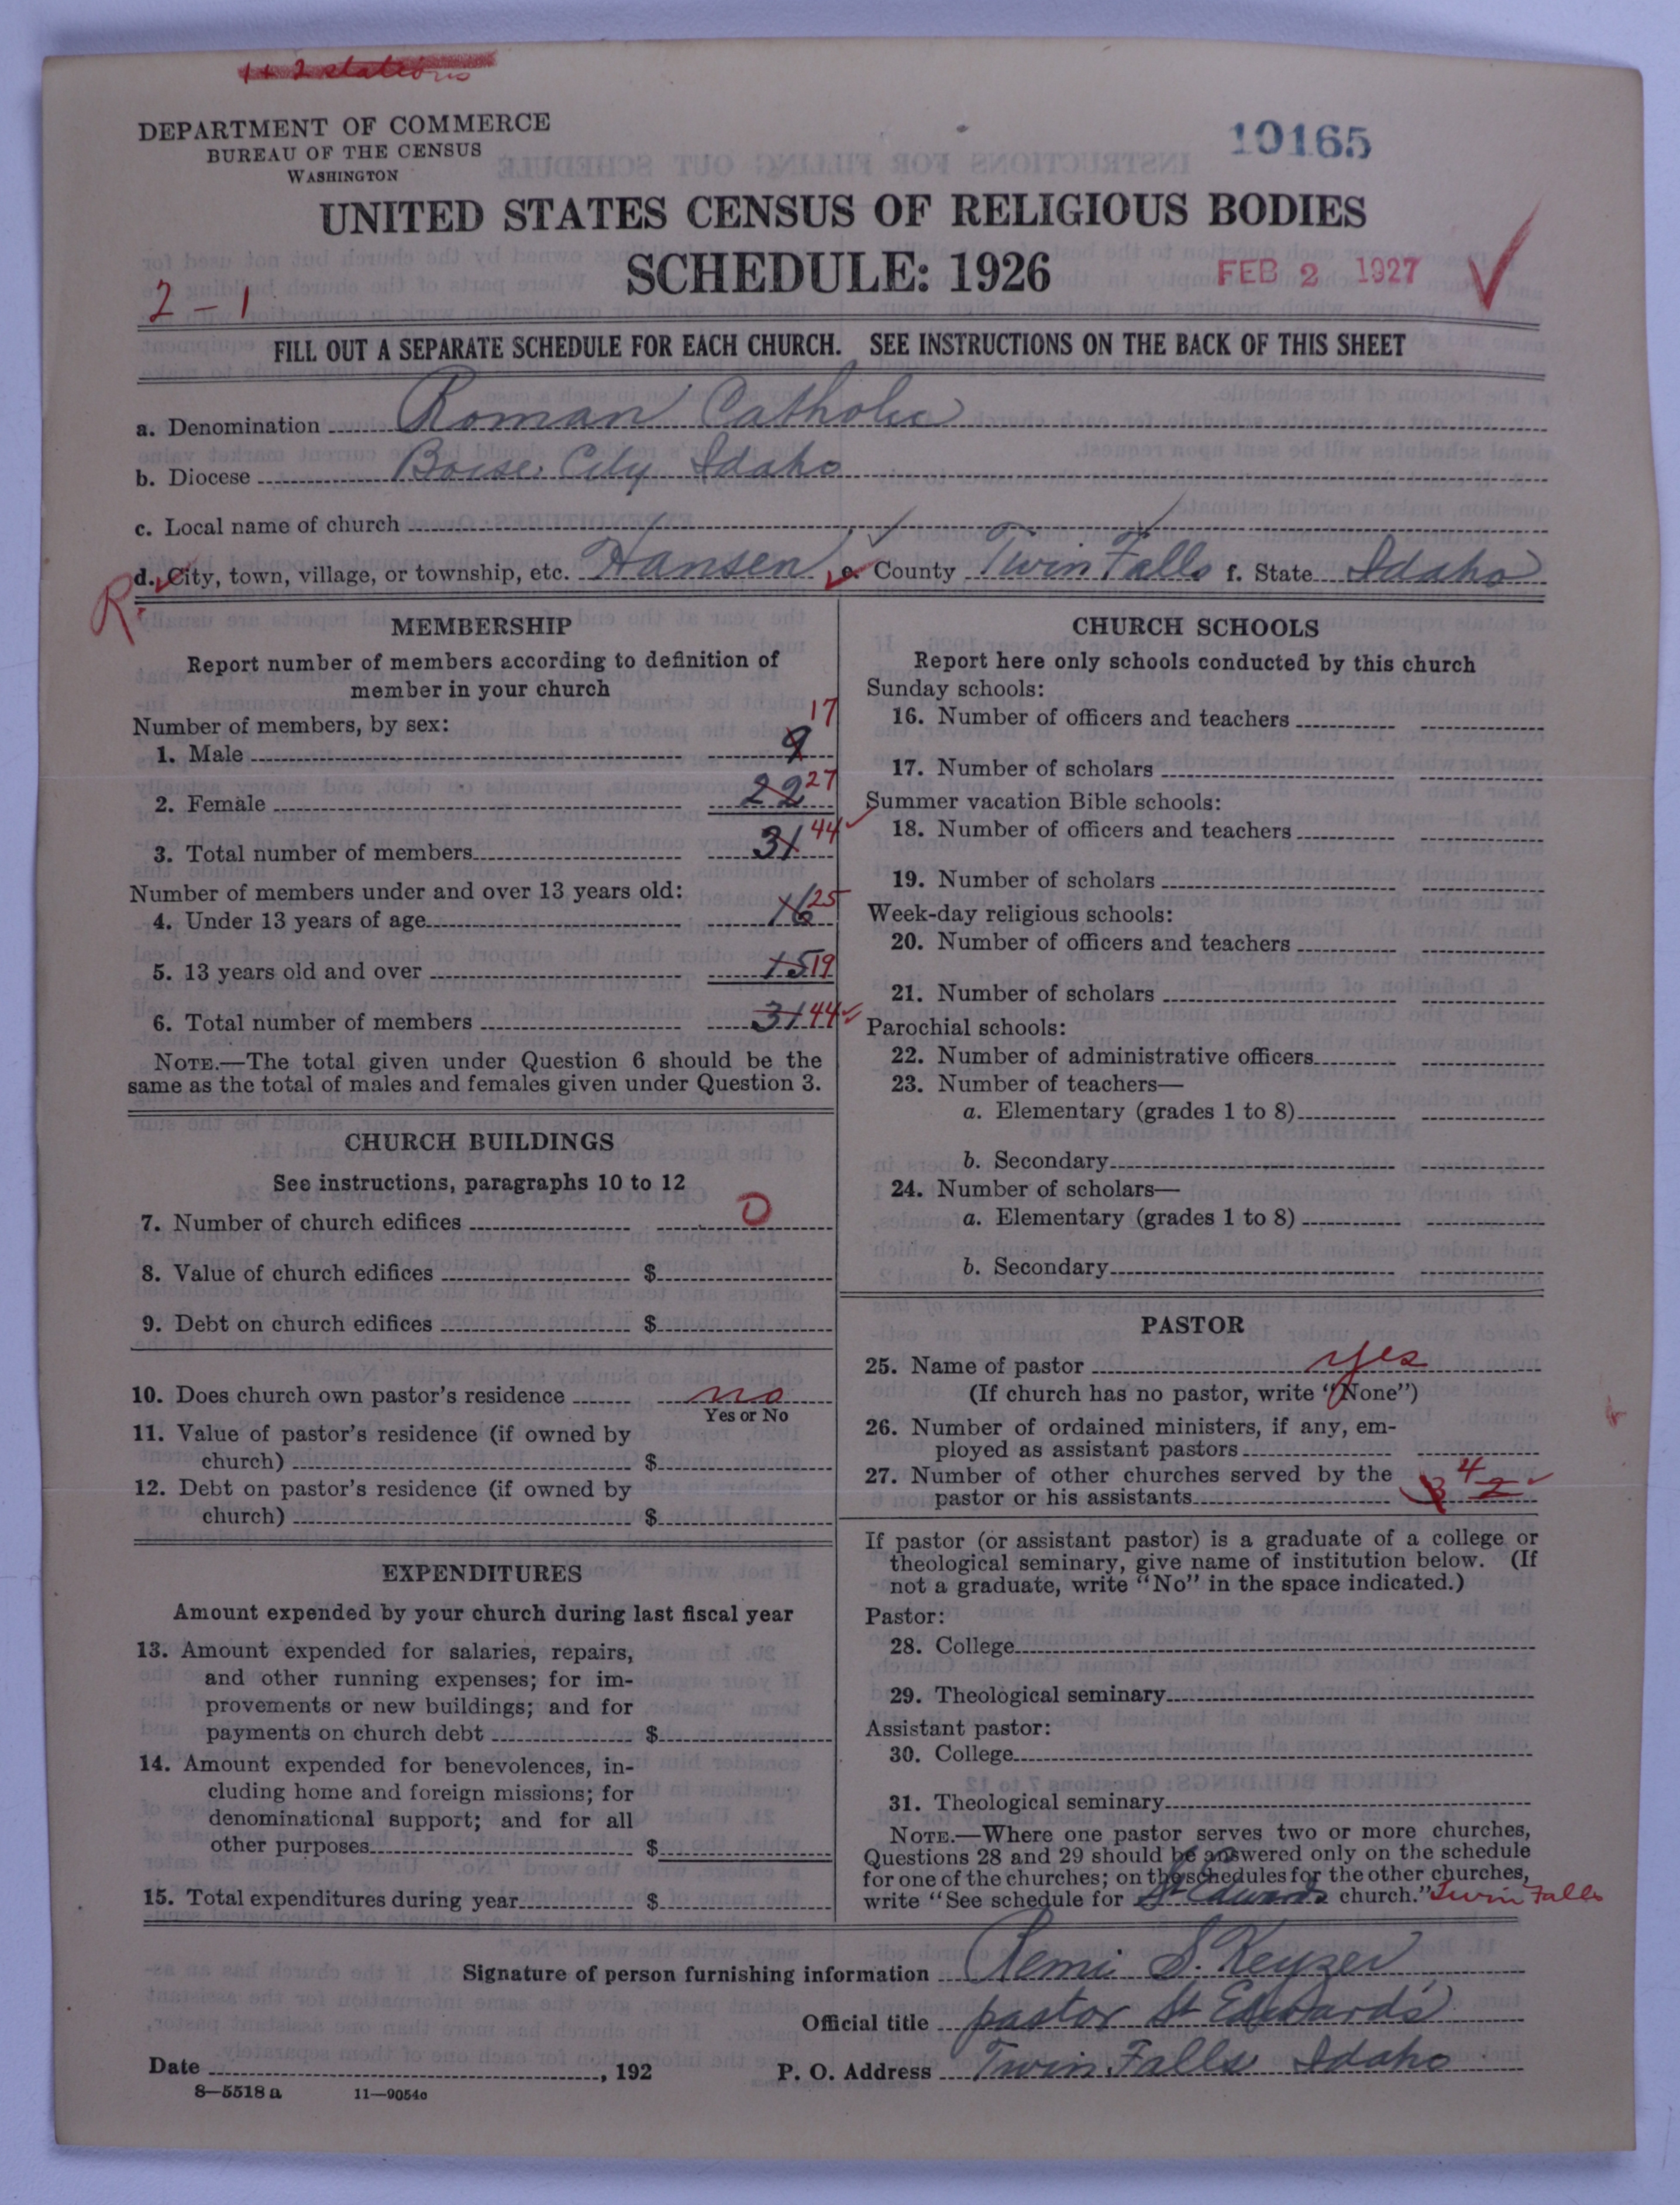 DEPARTMENT OF COMMERCE
BUREAU OF THE CENSUS
WASHINGTON
10165
UNITED STATES CENSUS OF RELIGIOUS BODIES
SCHEDULE: 1926
FEB 2 1927
2 - 1
FILL OUT A SEPARATE SCHEDULE FOR EACH CHURCH. SEE INSTRUCTIONS ON THE BACK OF THIS SHEET
a. Denomination Roman Catholic
b. Diocese Boise City Idaho
c. Local name of church
d. City, town, village, or township, etc. Hansen e. County Twin Falls f. State Idaho
R.
MEMBERSHIP
Report number of members according to definition of
member in your church
Number of members, by sex:
1. Male 9 17
2. Female 22 27
3. Total number of members 31 44
Number of members under and over 13 years old:
4. Under 13 years of age 16 25
5. 13 years old and over 15 19
6. Total number of members 31 44
NOTE.—The total given under Question 6 should be the
same as the total of males and females given under Question 3.
CHURCH BUILDINGS
See instructions, paragraphs 10 to 12
7. Number of church edifices 0
8. Value of church edifices $
9. Debt on church edifices $
10. Does church own pastor's residence no
Yes or No
11. Value of pastor's residence (if owned by
church) $
12. Debt on pastor's residence (if owned by
church) $
EXPENDITURES
Amount expended by your church during last fiscal year
13. Amount expended for salaries, repairs,
and other running expenses; for im-
provements or new buildings; and for
payments on church debt $
14. Amount expended for benevolences, in-
cluding home and foreign missions; for
denominational support; and for all
other purposes $
15. Total expenditures during year $
CHURCH SCHOOLS
Report here only schools conducted by this church
Sunday schools:
16. Number of officers and teachers
17. Number of scholars
Summer vacation Bible schools:
18. Number of officers and teachers
19. Number of scholars
Week-day religious schools:
20. Number of officers and teachers
21. Number of scholars
Parochial schools:
22. Number of administrative officers
23. Number of teachers—
a. Elementary (grades 1 to 8)
b. Secondary
24. Number of scholars—
a. Elementary (grades 1 to 8)
b. Secondary
PASTOR
25. Name of pastor yes
(If church has no pastor, write "None")
26. Number of ordained ministers, if any, em-
ployed as assistant pastors
27. Number of other churches served by the
pastor or his assistants 3 4 2
If pastor (or assistant pastor) is a graduate of a college or
theological seminary, give name of institution below. (If
not a graduate, write "No" in the space indicated.)
Pastor:
28. College
29. Theological seminary
Assistant pastor:
30. College
31. Theological seminary
NOTE.—Where one pastor serves two or more churches,
Questions 28 and 29 should be answered only on the schedule
for one of the churches; on the schedules for the other churches,
write "See schedule for St Edwards church." Twin Falls
Signature of person furnishing information Remi S. Keyzer
Official title pastor St Edwards
Date , 192 P. O. Address Twin Falls Idaho
8—5518 a 11—9054c